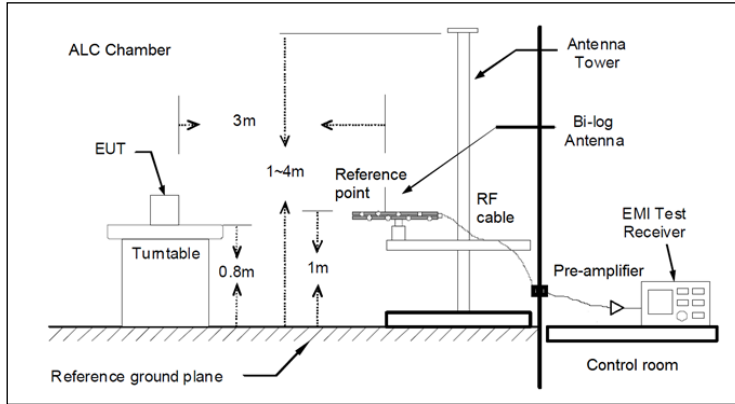 ALC Chamber
Antenna
Tower
3m
Bi-log
Antenna
EUT
1~4m
Reference
point
RF
cable
EMI Test
Receiver
Turntable
0.8m
1m
Pre-amplifier
Reference ground plane
Control room